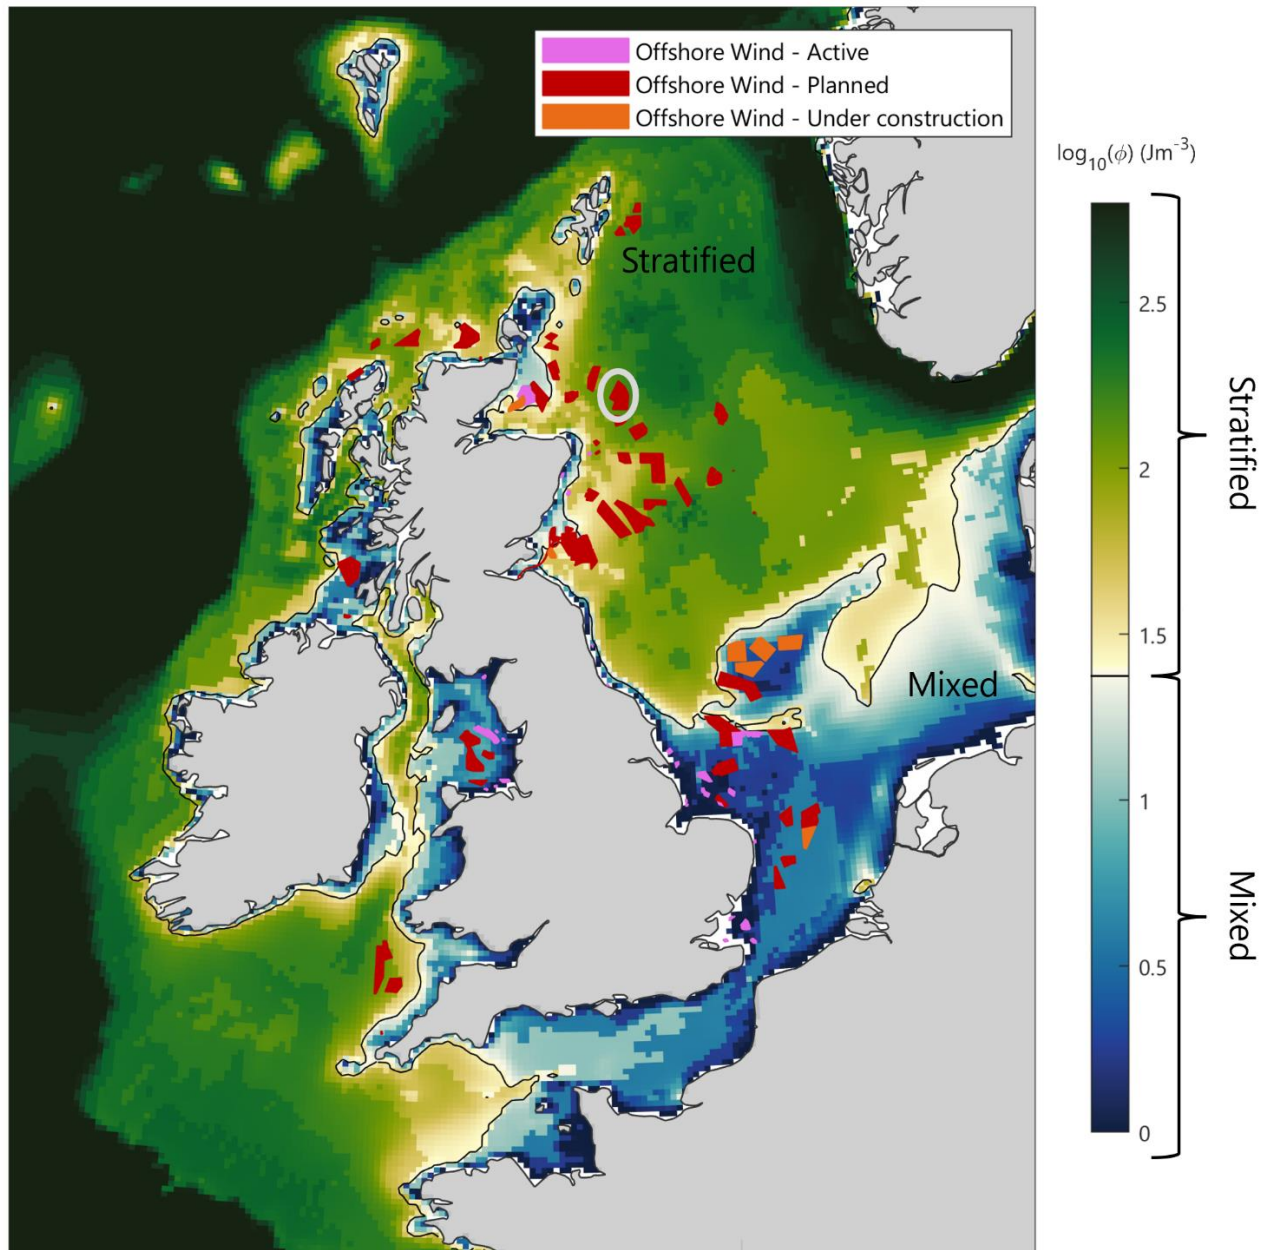 Offshore Wind - Active
Offshore Wind - Planned
Offshore Wind - Under construction
log₁₀(ϕ) (Jm⁻³)
Stratified
2.5
Stratified
2
1.5
Mixed
1
Mixed
0.5
0